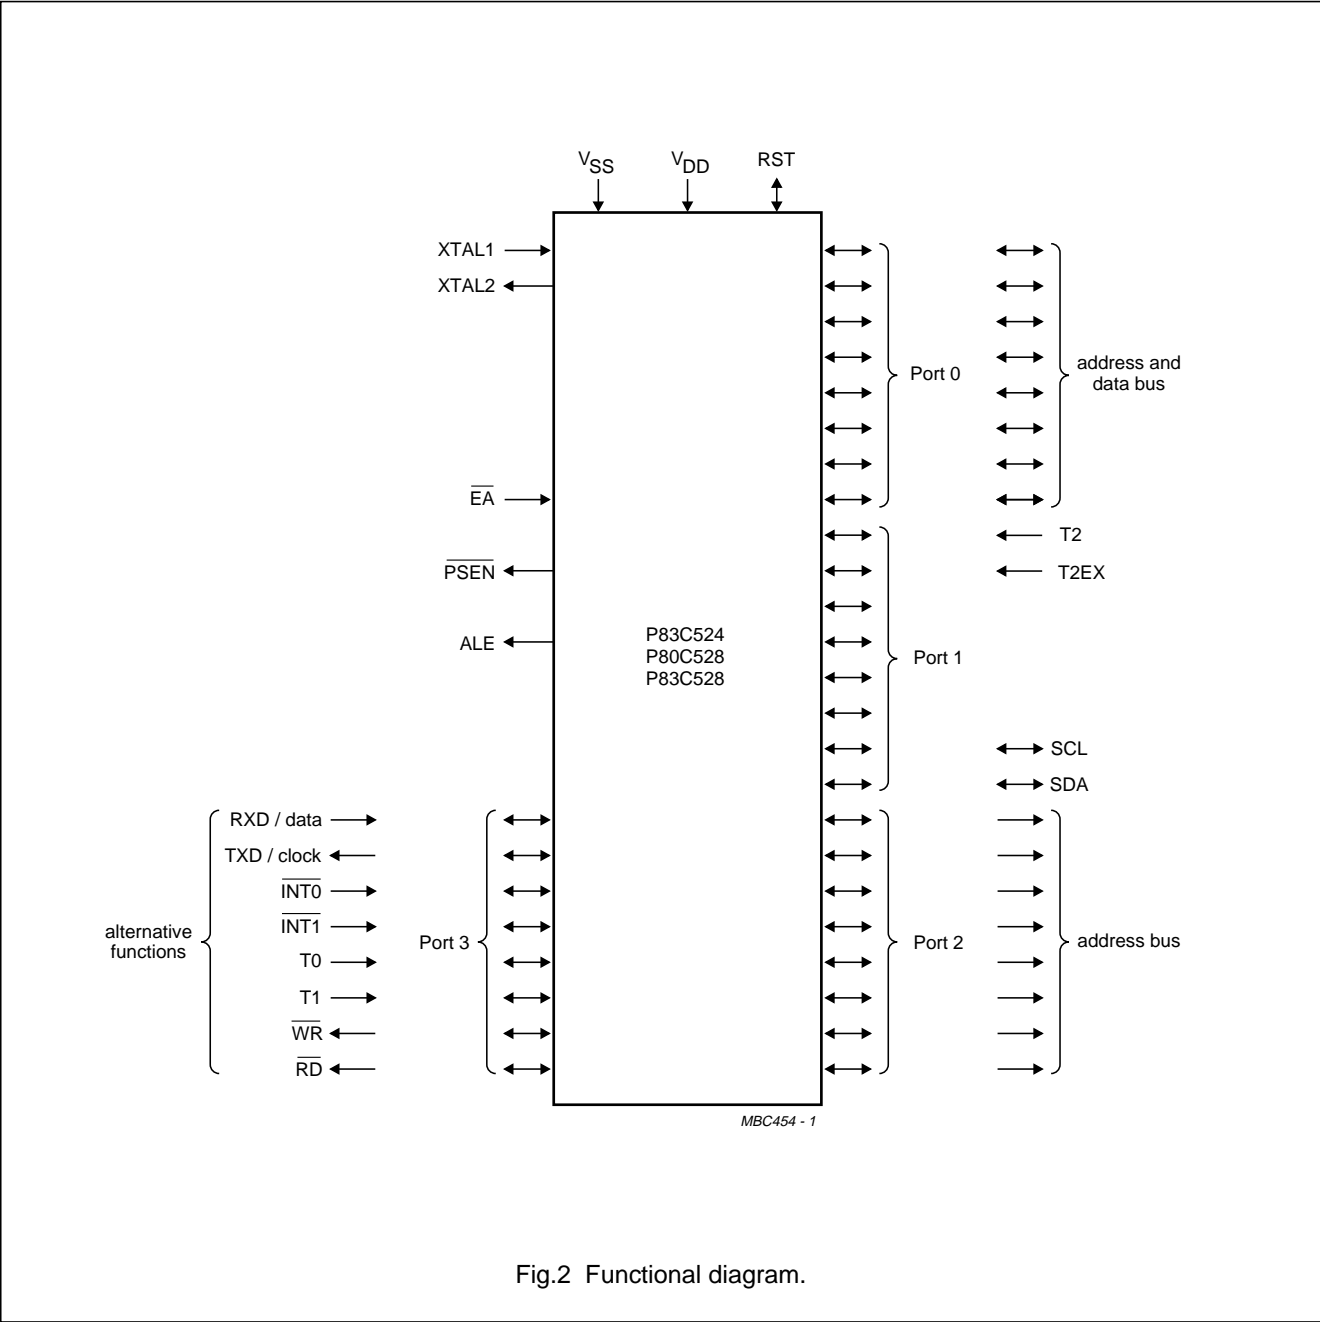 VSS VDD RST
XTAL1
XTAL2
Port 0
address and
data bus
EA
T2
PSEN
T2EX
ALE
P83C524
P80C528
P83C528
Port 1
SCL
SDA
RXD / data
TXD / clock
INT0
INT1
alternative
functions
Port 3
Port 2
address bus
T0
T1
WR
RD
MBC454 - 1
Fig.2 Functional diagram.